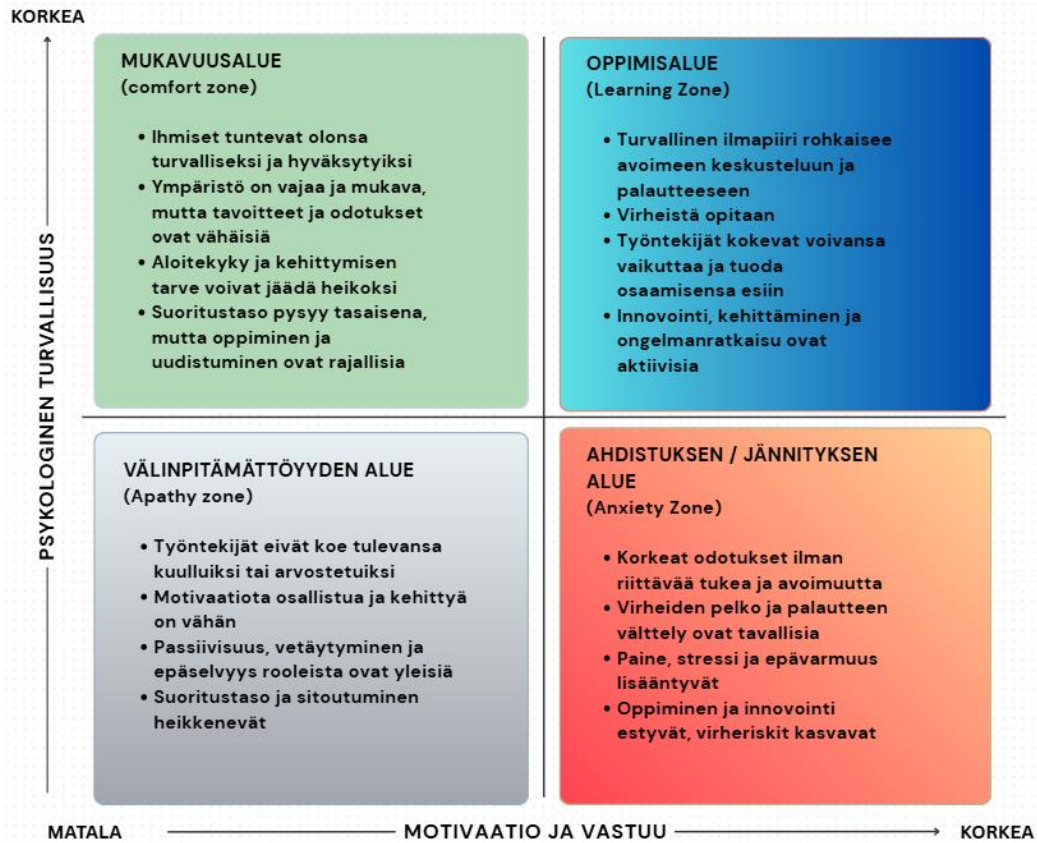 KORKEA
MUKAVUUSALUE
(comfort zone)
• Ihmiset tuntevat olonsa
turvalliseksi ja hyväksytyiksi
• Ympäristö on vajaa ja mukava,
mutta tavoitteet ja odotukset
ovat vähäisiä
• Aloitekyky ja kehittymisen
tarve voivat jäädä heikoksi
• Suoritustaso pysyy tasaisena,
mutta oppiminen ja
uudistuminen ovat rajallisia
OPPIMISALUE
(Learning Zone)
• Turvallinen ilmapiiri rohkaisee
avoimeen keskusteluun ja
palautteeseen
• Virheistä opitaan
• Työntekijät kokevat voivansa
vaikuttaa ja tuoda
osaamisensa esiin
• Innovointi, kehittäminen ja
ongelmanratkaisu ovat
aktiivisia
PSYKOLOGINEN TURVALLISUUS
VÄLINPITÄMÄTTÖYYDEN ALUE
(Apathy zone)
• Työntekijät eivät koe tulevansa
kuulluiksi tai arvostetuiksi
• Motivaatiota osallistua ja kehittyä
on vähän
• Passiivisuus, vetäytyminen ja
epäselvyys rooleista ovat yleisiä
• Suoritustaso ja sitoutuminen
heikkenevät
AHDISTUKSEN / JÄNNITYKSEN
ALUE
(Anxiety Zone)
• Korkeat odotukset ilman
riittävää tukea ja avoimuutta
• Virheiden pelko ja palautteen
välttely ovat tavallisia
• Paine, stressi ja epävarmuus
lisääntyvät
• Oppiminen ja innovointi
estyvät, virheriskit kasvavat
MATALA
MOTIVAATIO JA VASTUU
KORKEA